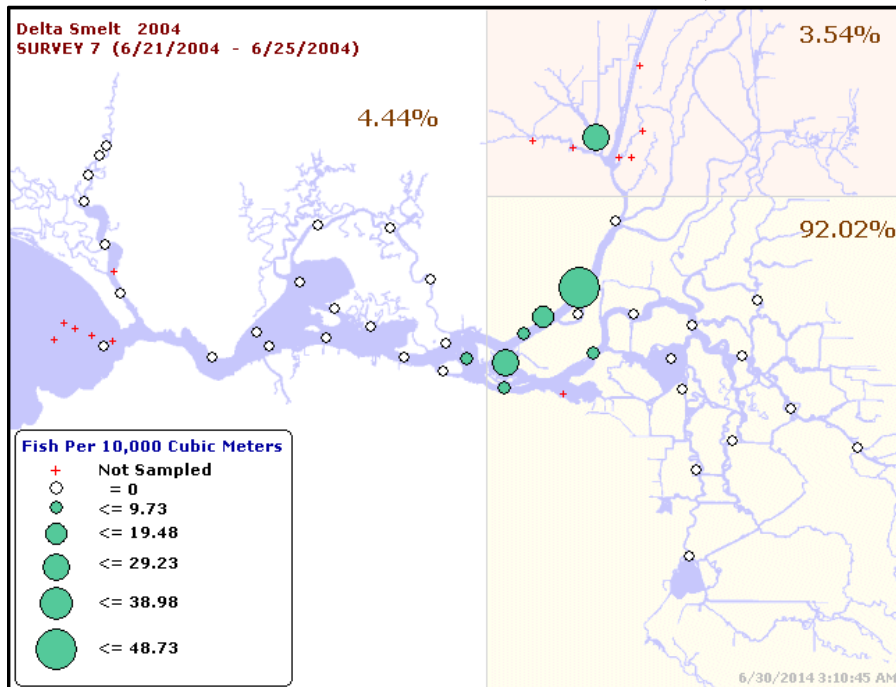 Delta Smelt 2004
SURVEY 7 (6/21/2004 - 6/25/2004)
3.54%
4.44%
92.02%
Fish Per 10,000 Cubic Meters
Not Sampled
= 0
<= 9.73
<= 19.48
<= 29.23
<= 38.98
<= 48.73
6/30/2014 3:10:45 AM